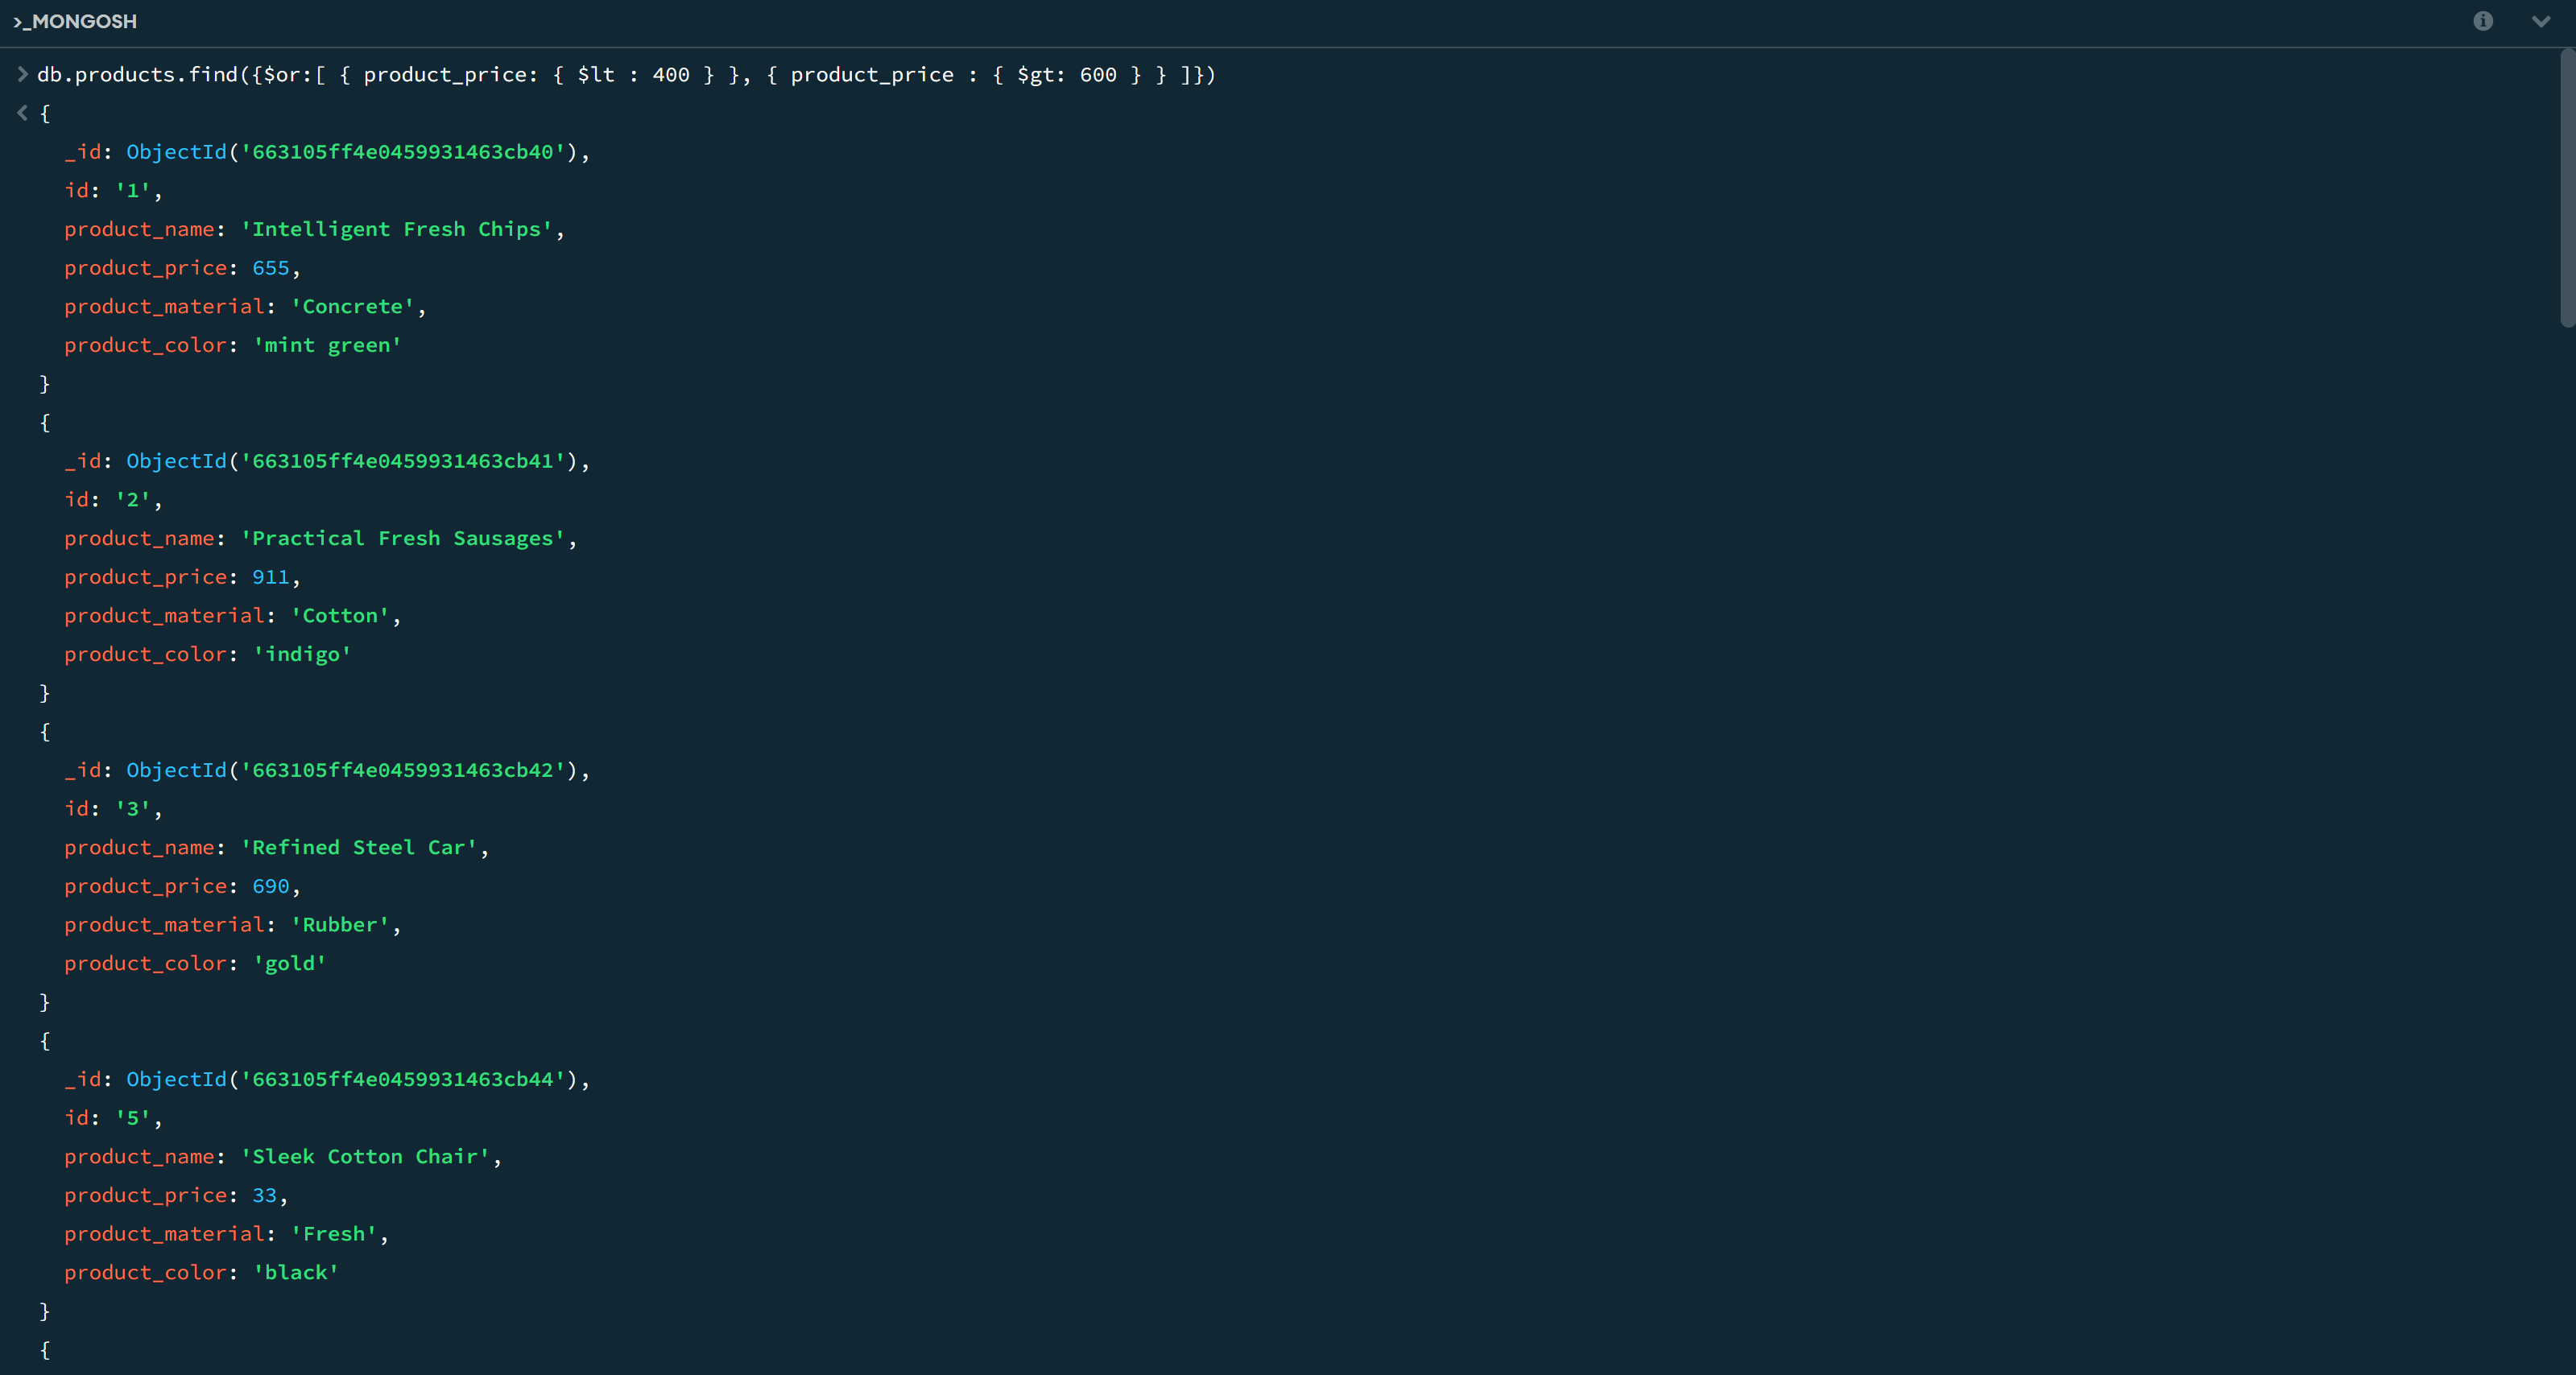 >_MONGOSH
> db.products.find({$or:[ { product_price: { $lt : 400 } }, { product_price : { $gt: 600 } } ]})
< {
_id: ObjectId('663105ff4e0459931463cb40'),
id: '1',
product_name: 'Intelligent Fresh Chips',
product_price: 655,
product_material: 'Concrete',
product_color: 'mint green'
}
{
_id: ObjectId('663105ff4e0459931463cb41'),
id: '2',
product_name: 'Practical Fresh Sausages',
product_price: 911,
product_material: 'Cotton',
product_color: 'indigo'
}
{
_id: ObjectId('663105ff4e0459931463cb42'),
id: '3',
product_name: 'Refined Steel Car',
product_price: 690,
product_material: 'Rubber',
product_color: 'gold'
}
{
_id: ObjectId('663105ff4e0459931463cb44'),
id: '5',
product_name: 'Sleek Cotton Chair',
product_price: 33,
product_material: 'Fresh',
product_color: 'black'
}
{